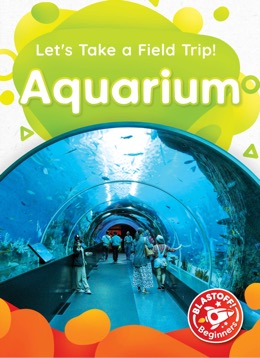 Let's Take a Field Trip!
Aquarium
BLASTOFF!
Beginners